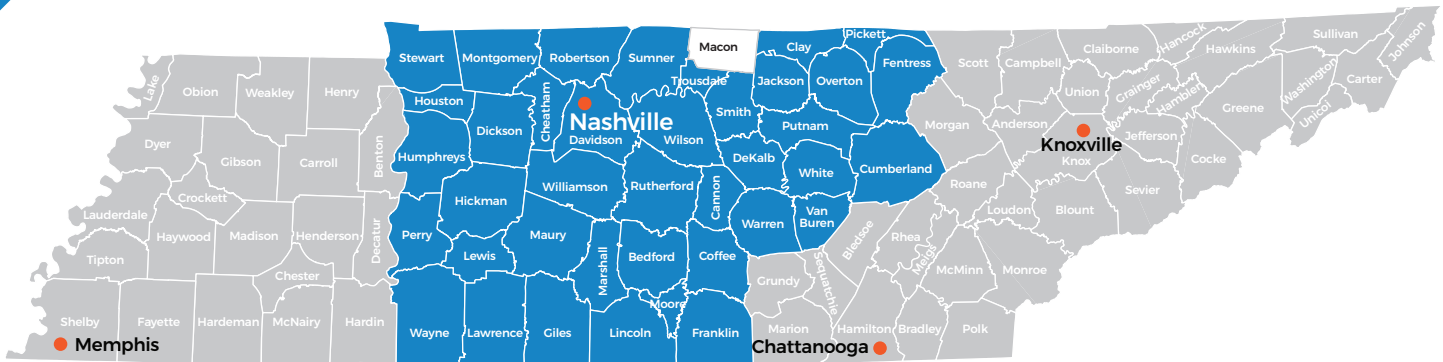 Stewart
Montgomery
Robertson
Sumner
Macon
Clay
Pickett
Fentress
Scott
Campbell
Claiborne
Hancock
Hawkins
Sullivan
Johnson
Lake
Obion
Weakley
Henry
Houston
Cheatham
Trousdale
Jackson
Overton
Union
Grainger
Hamblen
Washington
Carter
Unicoi
Greene
Dickson
Nashville
Davidson
Wilson
Smith
Putnam
Morgan
Anderson
Knoxville
Knox
Jefferson
Cocke
Dyer
Gibson
Carroll
Benton
Humphreys
DeKalb
White
Cumberland
Crockett
Williamson
Rutherford
Cannon
Roane
Loudon
Blount
Sevier
Hickman
Lauderdale
Haywood
Madison
Henderson
Decatur
Perry
Lewis
Maury
Marshall
Bedford
Coffee
Warren
Van
Buren
Bledsoe
Rhea
Meigs
McMinn
Monroe
Tipton
Chester
Moore
Grundy
Sequatchie
Shelby
Fayette
Hardeman
McNairy
Hardin
Wayne
Lawrence
Giles
Lincoln
Franklin
Marion
Hamilton
Bradley
Polk
Memphis
Chattanooga